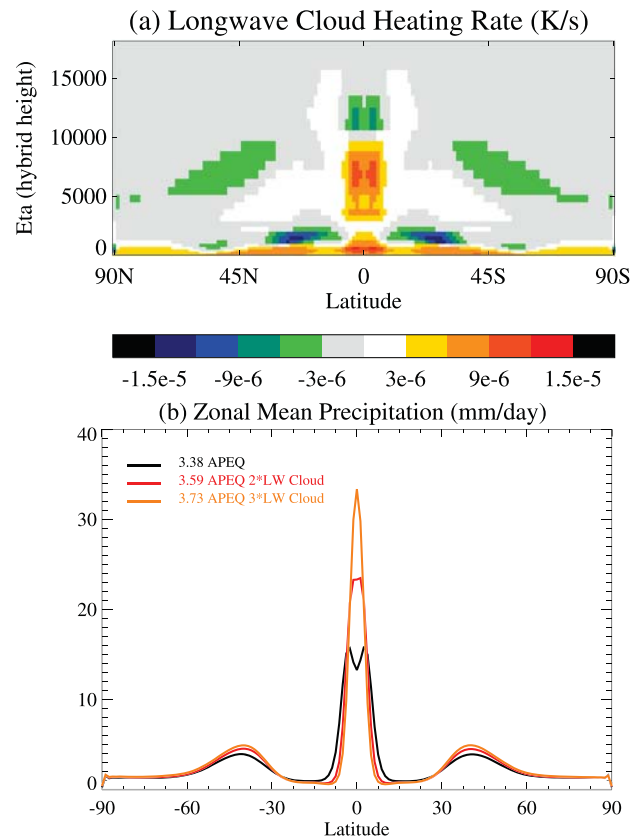 (a) Longwave Cloud Heating Rate (K/s)
15000
10000
5000
0
Eta (hybrid height)
90N 45N 0 45S 90S
Latitude
-1.5e-5 -9e-6 -3e-6 3e-6 9e-6 1.5e-5
(b) Zonal Mean Precipitation (mm/day)
40
30
20
10
0
3.38 APEQ
3.59 APEQ 2*LW Cloud
3.73 APEQ 3*LW Cloud
-90 -60 -30 0 30 60 90
Latitude